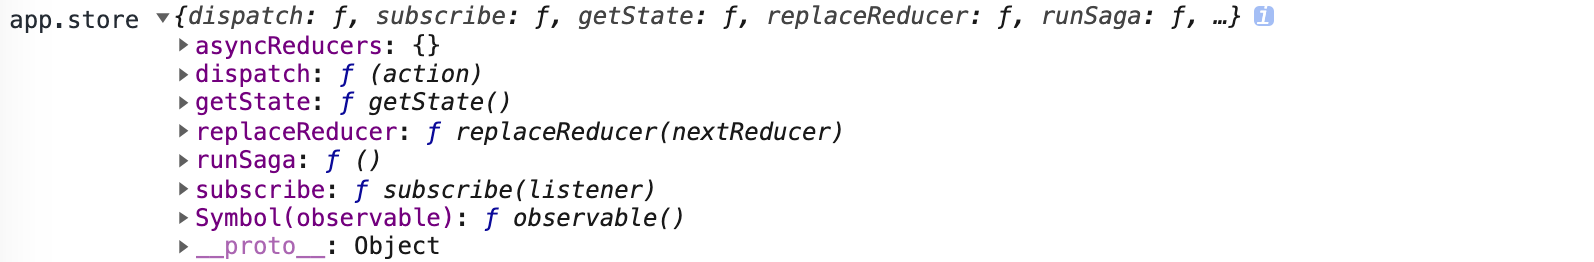 app.store ▼{dispatch: ƒ, subscribe: ƒ, getState: ƒ, replaceReducer: ƒ, runSaga: ƒ, …} i
▶asyncReducers: {}
▶dispatch: ƒ (action)
▶getState: ƒ getState()
▶replaceReducer: ƒ replaceReducer(nextReducer)
▶runSaga: ƒ ()
▶subscribe: ƒ subscribe(listener)
▶Symbol(observable): ƒ observable()
▶__proto__: Object